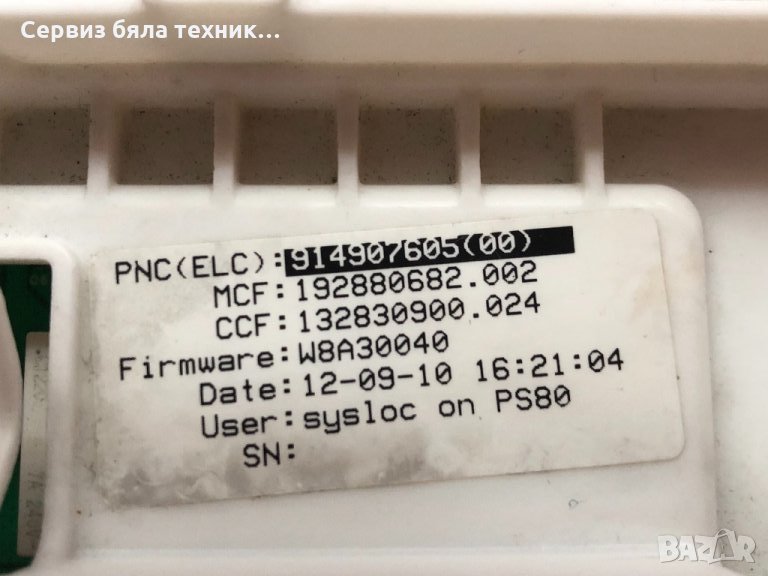 Сервиз бяла техник...
PNC(ELC):914907605(00)
MCF:192880682.002
CCF:132830900.024
Firmware:W8A30040
Date:12-09-10 16:21:04
User:sysloc on PS80
SN:
BAZAR